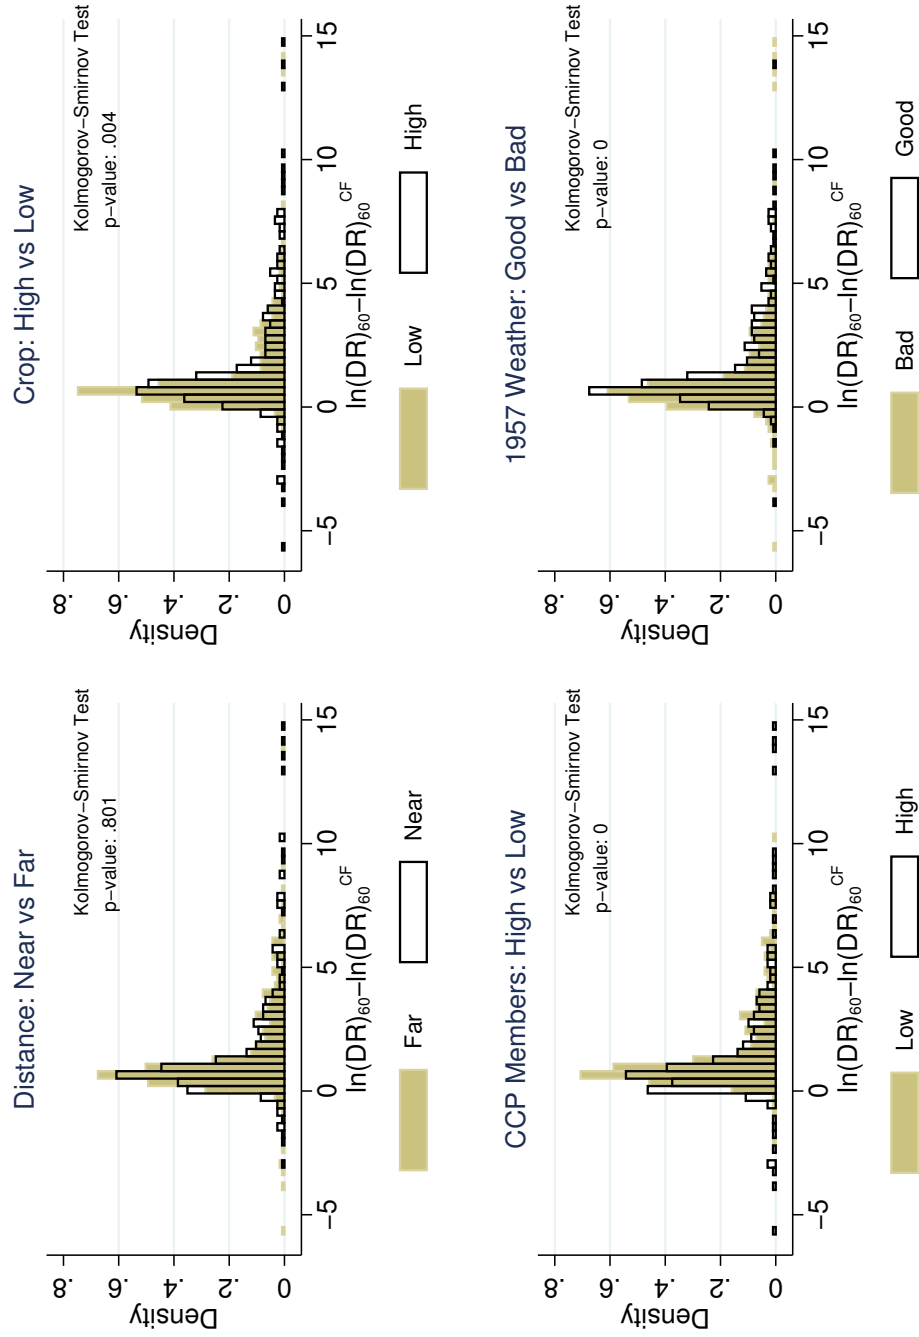 Distance: Near vs Far
Kolmogorov−Smirnov Test
p−value: .801
Density
.8
.6
.4
.2
0
−5
0
5
10
15
ln(DR)60−ln(DR)60CF
Far
Near
Crop: High vs Low
Kolmogorov−Smirnov Test
p−value: .004
Density
.8
.6
.4
.2
0
−5
0
5
10
15
ln(DR)60−ln(DR)60CF
Low
High
CCP Members: High vs Low
Kolmogorov−Smirnov Test
p−value: 0
Density
.8
.6
.4
.2
0
−5
0
5
10
15
ln(DR)60−ln(DR)60CF
Low
High
1957 Weather: Good vs Bad
Kolmogorov−Smirnov Test
p−value: 0
Density
.8
.6
.4
.2
0
−5
0
5
10
15
ln(DR)60−ln(DR)60CF
Bad
Good